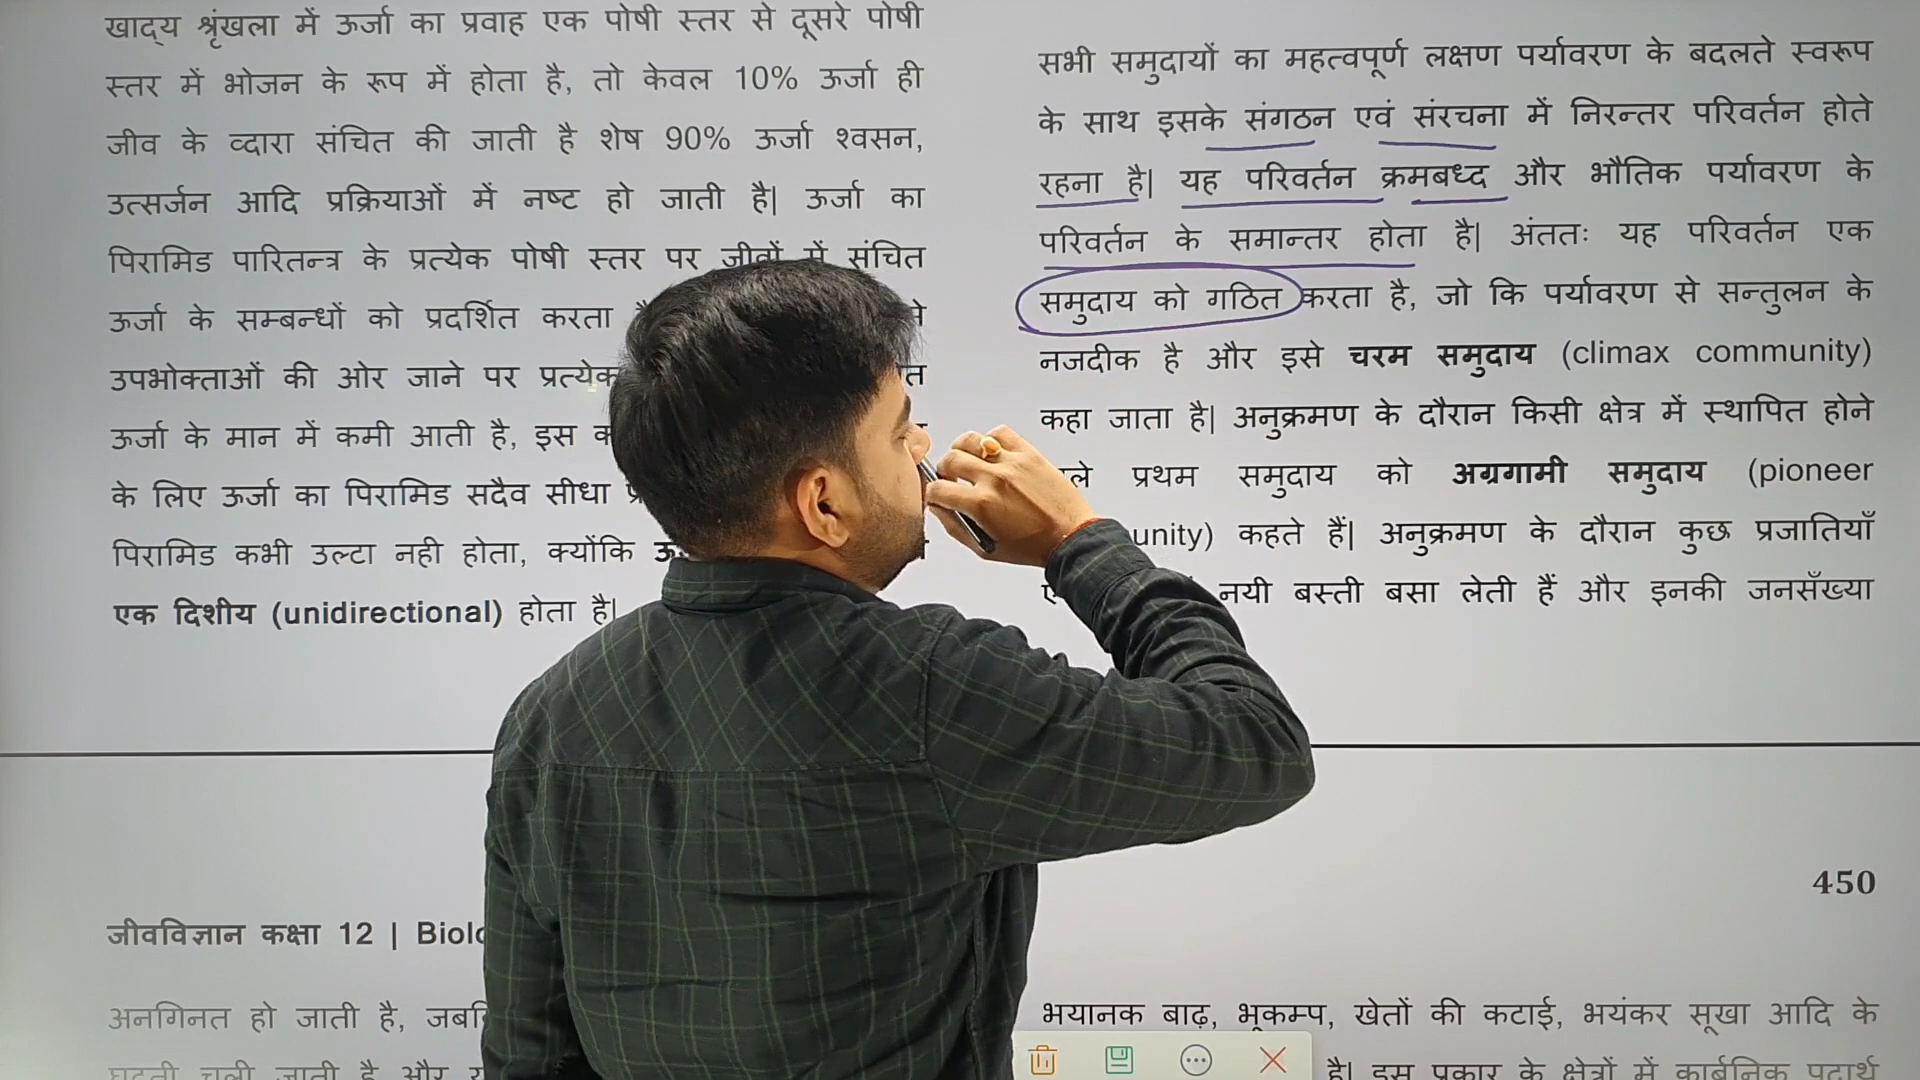 खाद्य श्रृंखला में ऊर्जा का प्रवाह एक पोषी स्तर से दूसरे पोषी
स्तर में भोजन के रूप में होता है, तो केवल 10% ऊर्जा ही
जीव के व्दारा संचित की जाती है शेष 90% ऊर्जा श्वसन,
उत्सर्जन आदि प्रक्रियाओं में नष्ट हो जाती है| ऊर्जा का
पिरामिड पारितन्त्र के प्रत्येक पोषी स्तर पर जीवों में संचित
ऊर्जा के सम्बन्धों को प्रदर्शित करता
उपभोक्ताओं की ओर जाने पर प्रत्येक
ऊर्जा के मान में कमी आती है, इस
के लिए ऊर्जा का पिरामिड सदैव सीधा
पिरामिड कभी उल्टा नही होता, क्योंकि
एक दिशीय (unidirectional) होता है|
सभी समुदायों का महत्वपूर्ण लक्षण पर्यावरण के बदलते स्वरूप
के साथ इसके संगठन एवं संरचना में निरन्तर परिवर्तन होते
रहना है| यह परिवर्तन क्रमबध्द और भौतिक पर्यावरण के
परिवर्तन के समान्तर होता है| अंततः यह परिवर्तन एक
समुदाय को गठित करता है, जो कि पर्यावरण से सन्तुलन के
नजदीक है और इसे चरम समुदाय (climax community)
कहा जाता है| अनुक्रमण के दौरान किसी क्षेत्र में स्थापित होने
प्रथम समुदाय को अग्रगामी समुदाय (pioneer
कहते हैं| अनुक्रमण के दौरान कुछ प्रजातियाँ
नयी बस्ती बसा लेती हैं और इनकी जनसँख्या
450
जीवविज्ञान कक्षा 12 |
अनगिनत हो जाती है,
भयानक बाढ़, भूकम्प, खेतों की कटाई, भयंकर सूखा आदि के
है| इस प्रकार के क्षेत्रों में कार्बनिक पदार्थ